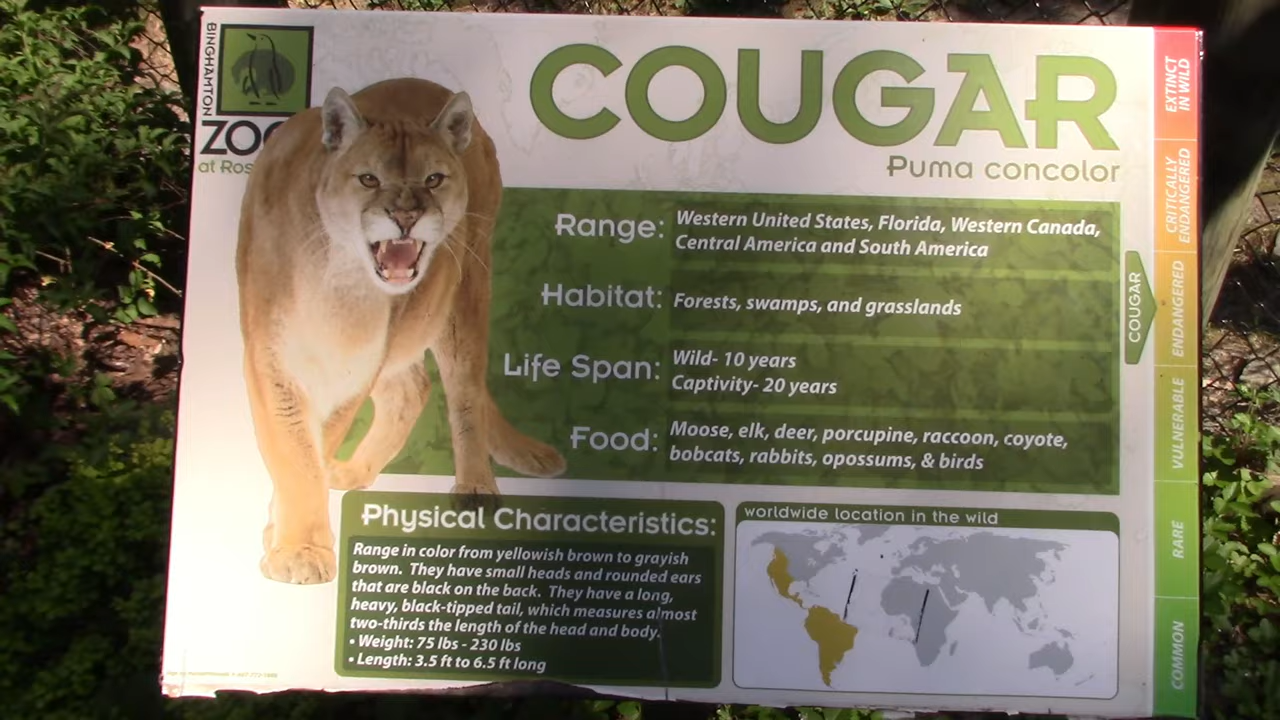 BINGHAMTON
ZOO
at Ros
COUGAR
Puma concolor
Range: Western United States, Florida, Western Canada,
Central America and South America
Habitat: Forests, swamps, and grasslands
Life Span: Wild- 10 years
Captivity- 20 years
Food: Moose, elk, deer, porcupine, raccoon, coyote,
bobcats, rabbits, opossums, & birds
Physical Characteristics:
Range in color from yellowish brown to grayish
brown. They have small heads and rounded ears
that are black on the back. They have a long,
heavy, black-tipped tail, which measures almost
two-thirds the length of the head and body.
• Weight: 75 lbs - 230 lbs
• Length: 3.5 ft to 6.5 ft long
worldwide location in the wild
COUGAR
EXTINCT
IN WILD
CRITICALLY
ENDANGERED
ENDANGERED
VULNERABLE
RARE
COMMON